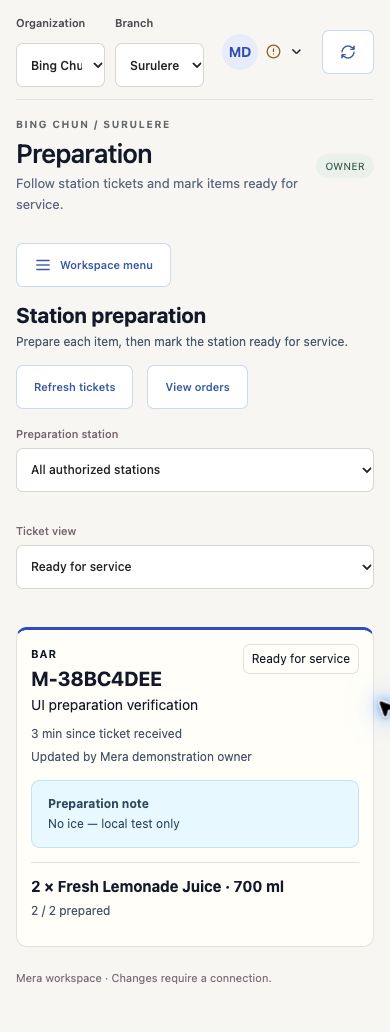 Organization
Branch
Bing Chu
Surulere
MD
BING CHUN / SURULERE
Preparation
Follow station tickets and mark items ready for
service.
OWNER
Workspace menu
Station preparation
Prepare each item, then mark the station ready for service.
Refresh tickets
View orders
Preparation station
All authorized stations
Ticket view
Ready for service
BAR
Ready for service
M-38BC4DEE
UI preparation verification
3 min since ticket received
Updated by Mera demonstration owner
Preparation note
No ice — local test only
2 × Fresh Lemonade Juice · 700 ml
2 / 2 prepared
Mera workspace · Changes require a connection.